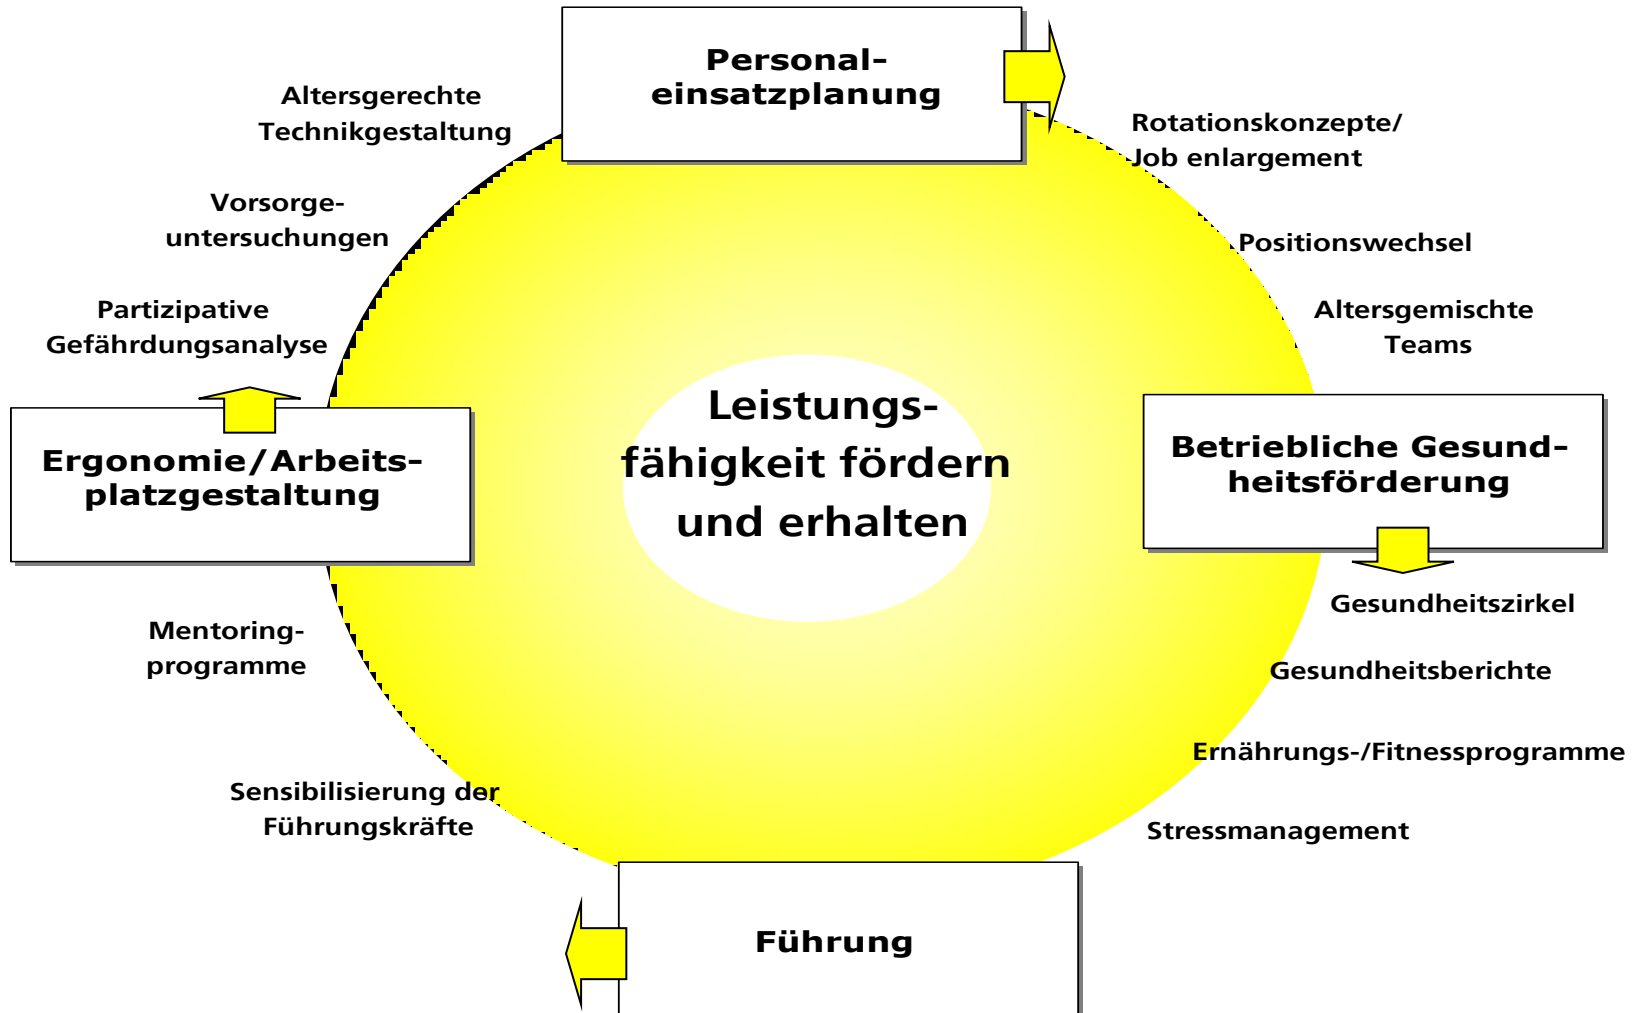 Personal-
einsatzplanung
Rotationskonzepte/
Job enlargement
Positionswechsel
Altersgemischte
Teams
Betriebliche Gesund-
heitsförderung
Gesundheitszirkel
Gesundheitsberichte
Ernährungs-/Fitnessprogramme
Stressmanagement
Führung
Sensibilisierung der
Führungskräfte
Mentoring-
programme
Ergonomie/Arbeits-
platzgestaltung
Partizipative
Gefährdungsanalyse
Vorsorge-
untersuchungen
Altersgerechte
Technikgestaltung
Leistungs-
fähigkeit fördern
und erhalten